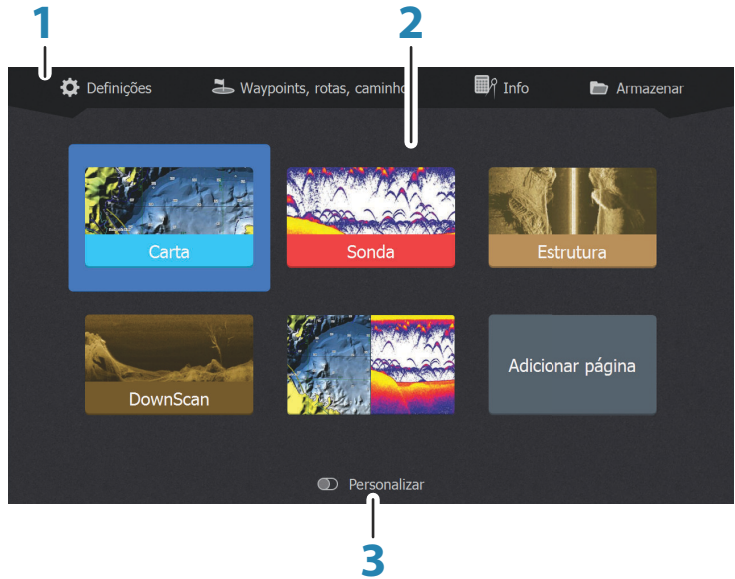 1
2
Definições
Waypoints, rotas, caminho
Info
Armazenar
Carta
Sonda
Estrutura
DownScan
Adicionar página
Personalizar
3